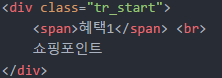 <div class="tr_start">
<span>혜택1</span> <br>
쇼핑포인트
</div>